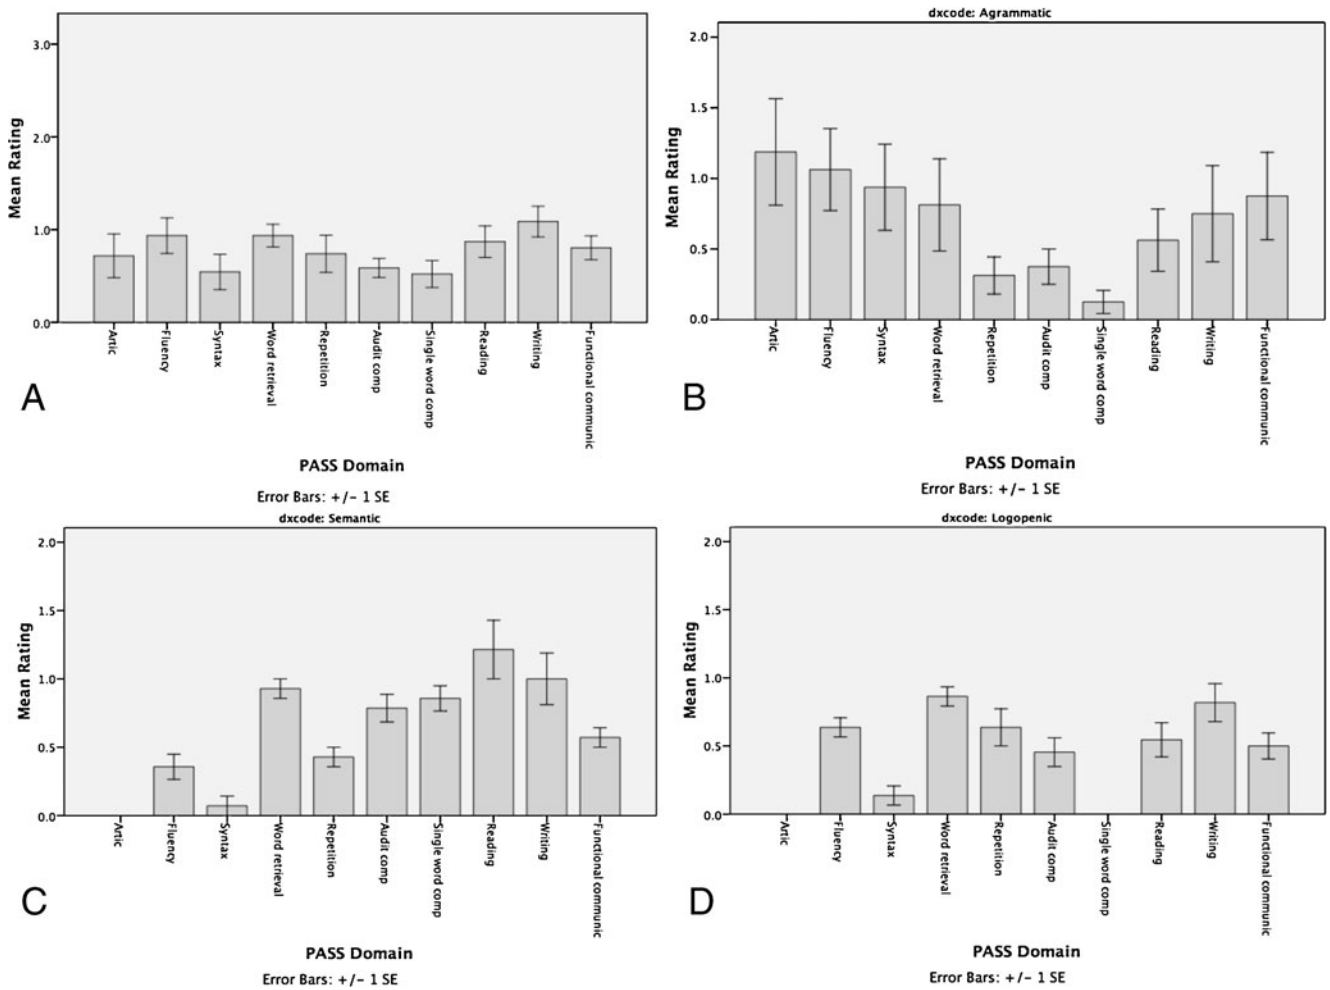 Mean Rating
3.0
2.0
1.0
0.0
Artic
Fluency
Syntax
Word retrieval
Repetition
Audit comp
Single word comp
Reading
Writing
Functional communic
A
PASS Domain
Error Bars: +/- 1 SE
dxcode: Agrammatic
Mean Rating
2.0
1.5
1.0
0.5
0.0
Artic
Fluency
Syntax
Word retrieval
Repetition
Audit comp
Single word comp
Reading
Writing
Functional communic
B
PASS Domain
Error Bars: +/- 1 SE
dxcode: Semantic
Mean Rating
2.0
1.5
1.0
0.5
0.0
Artic
Fluency
Syntax
Word retrieval
Repetition
Audit comp
Single word comp
Reading
Writing
Functional communic
C
PASS Domain
Error Bars: +/- 1 SE
dxcode: Logopenic
Mean Rating
2.0
1.5
1.0
0.5
0.0
Artic
Fluency
Syntax
Word retrieval
Repetition
Audit comp
Single word comp
Reading
Writing
Functional communic
D
PASS Domain
Error Bars: +/- 1 SE